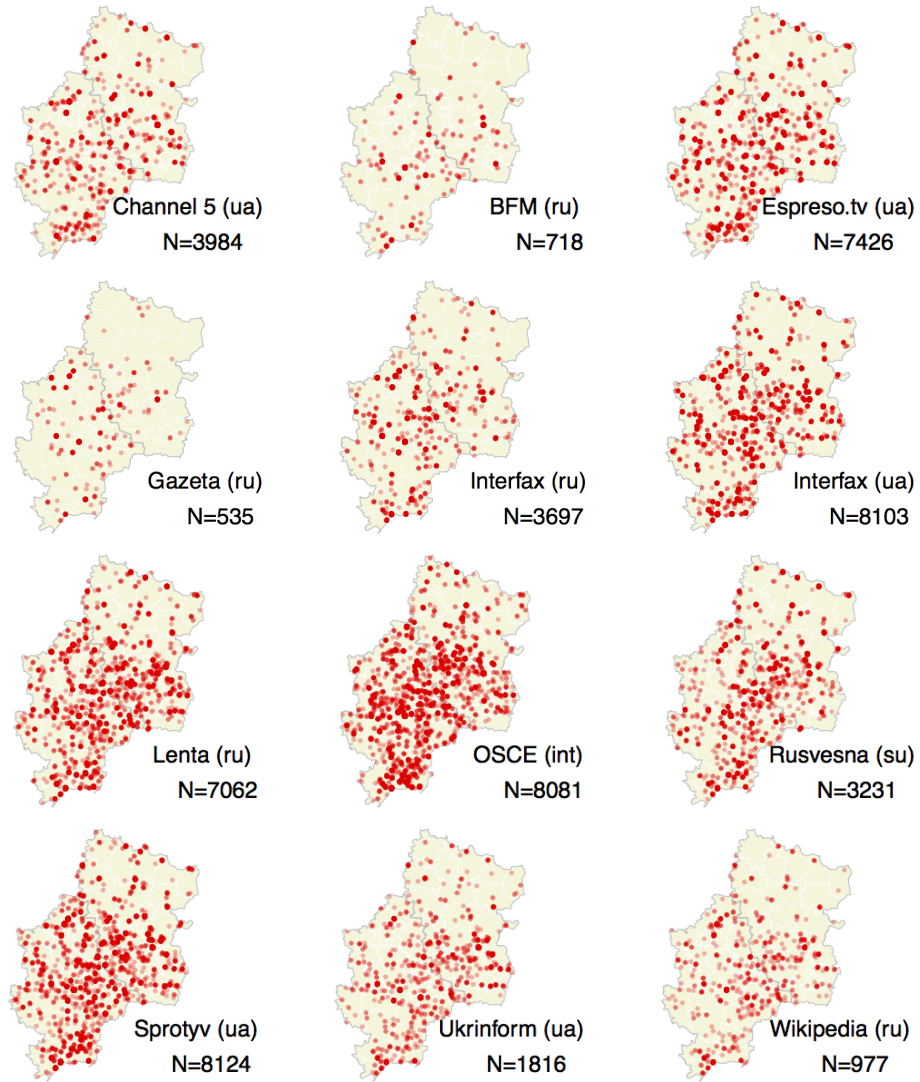 Channel 5 (ua)
N=3984
BFM (ru)
N=718
Espreso.tv (ua)
N=7426
Gazeta (ru)
N=535
Interfax (ru)
N=3697
Interfax (ua)
N=8103
Lenta (ru)
N=7062
OSCE (int)
N=8081
Rusvesna (su)
N=3231
Sprotyv (ua)
N=8124
Ukrinform (ua)
N=1816
Wikipedia (ru)
N=977